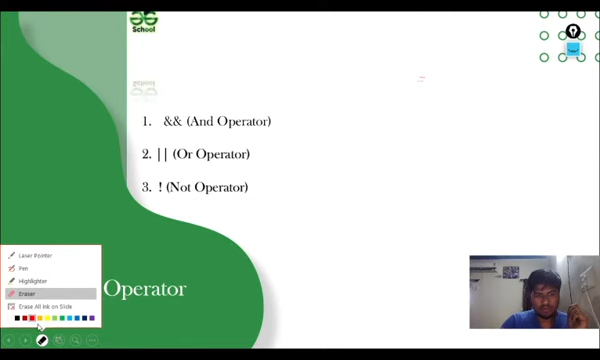 School
1. && (And Operator)
2. || (Or Operator)
3. ! (Not Operator)
Laser Pointer
Pen
Highlighter
Eraser
Erase All Ink on Slide
Operator